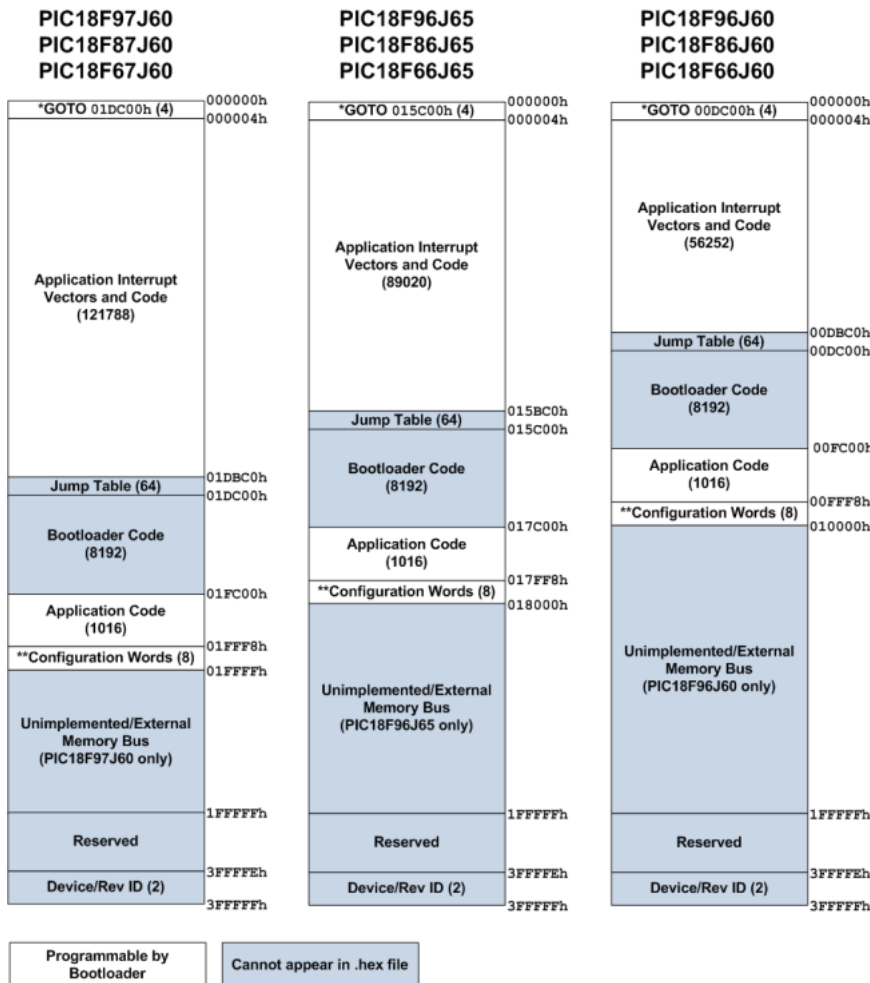 PIC18F97J60
PIC18F87J60
PIC18F67J60
*GOTO 01DC00h (4)
000000h
000004h
Application Interrupt
Vectors and Code
(121788)
01DBC0h
Jump Table (64)
01DC00h
Bootloader Code
(8192)
01FC00h
Application Code
(1016)
01FFF8h
**Configuration Words (8)
01FFFFh
Unimplemented/External
Memory Bus
(PIC18F97J60 only)
1FFFFFh
Reserved
3FFFFEh
Device/Rev ID (2)
3FFFFFh
PIC18F96J65
PIC18F86J65
PIC18F66J65
*GOTO 015C00h (4)
000000h
000004h
Application Interrupt
Vectors and Code
(89020)
015BC0h
Jump Table (64)
015C00h
Bootloader Code
(8192)
017C00h
Application Code
(1016)
017FF8h
**Configuration Words (8)
018000h
Unimplemented/External
Memory Bus
(PIC18F96J65 only)
1FFFFFh
Reserved
3FFFFEh
Device/Rev ID (2)
3FFFFFh
PIC18F96J60
PIC18F86J60
PIC18F66J60
*GOTO 00DC00h (4)
000000h
000004h
Application Interrupt
Vectors and Code
(56252)
00DBC0h
Jump Table (64)
00DC00h
Bootloader Code
(8192)
00FC00h
Application Code
(1016)
00FFF8h
**Configuration Words (8)
010000h
Unimplemented/External
Memory Bus
(PIC18F96J60 only)
1FFFFFh
Reserved
3FFFFEh
Device/Rev ID (2)
3FFFFFh
Programmable by
Bootloader
Cannot appear in .hex file